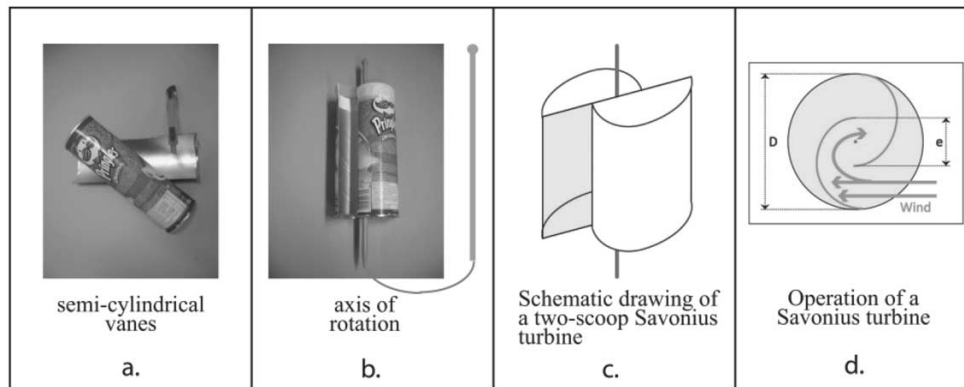 Pringles
semi-cylindrical
vanes
a.
Pringles
axis of
rotation
b.
Schematic drawing of
a two-scoop Savonius
turbine
c.
D
e
Wind
Operation of a
Savonius turbine
d.